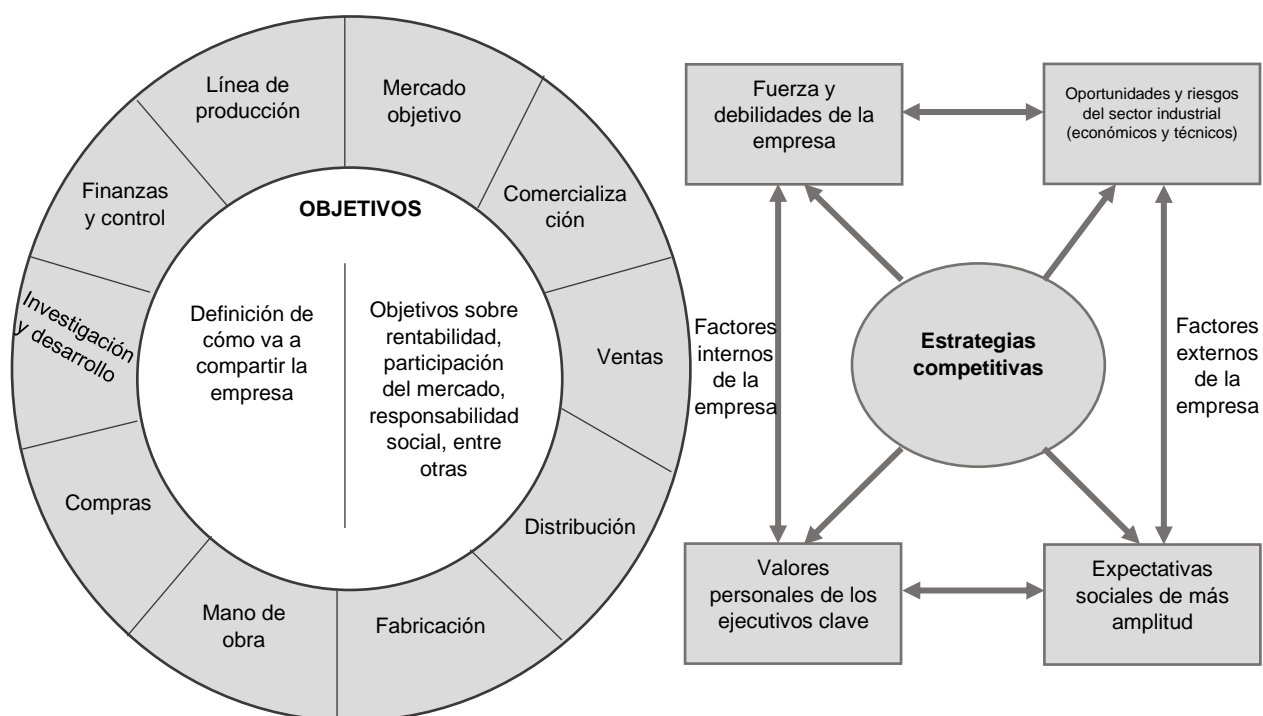 Línea de
producción
Mercado
objetivo
Comercializa
ción
Ventas
Distribución
Fabricación
Mano de
obra
Compras
Investigación
y desarrollo
Finanzas
y control
OBJETIVOS
Definición de
cómo va a
compartir la
empresa
Objetivos sobre
rentabilidad,
participación
del mercado,
responsabilidad
social, entre
otras
Fuerza y
debilidades de la
empresa
Oportunidades y riesgos
del sector industrial
(económicos y técnicos)
Factores
internos
de la
empresa
Estrategias
competitivas
Factores
externos
de la
empresa
Valores
personales de los
ejecutivos clave
Expectativas
sociales de más
amplitud